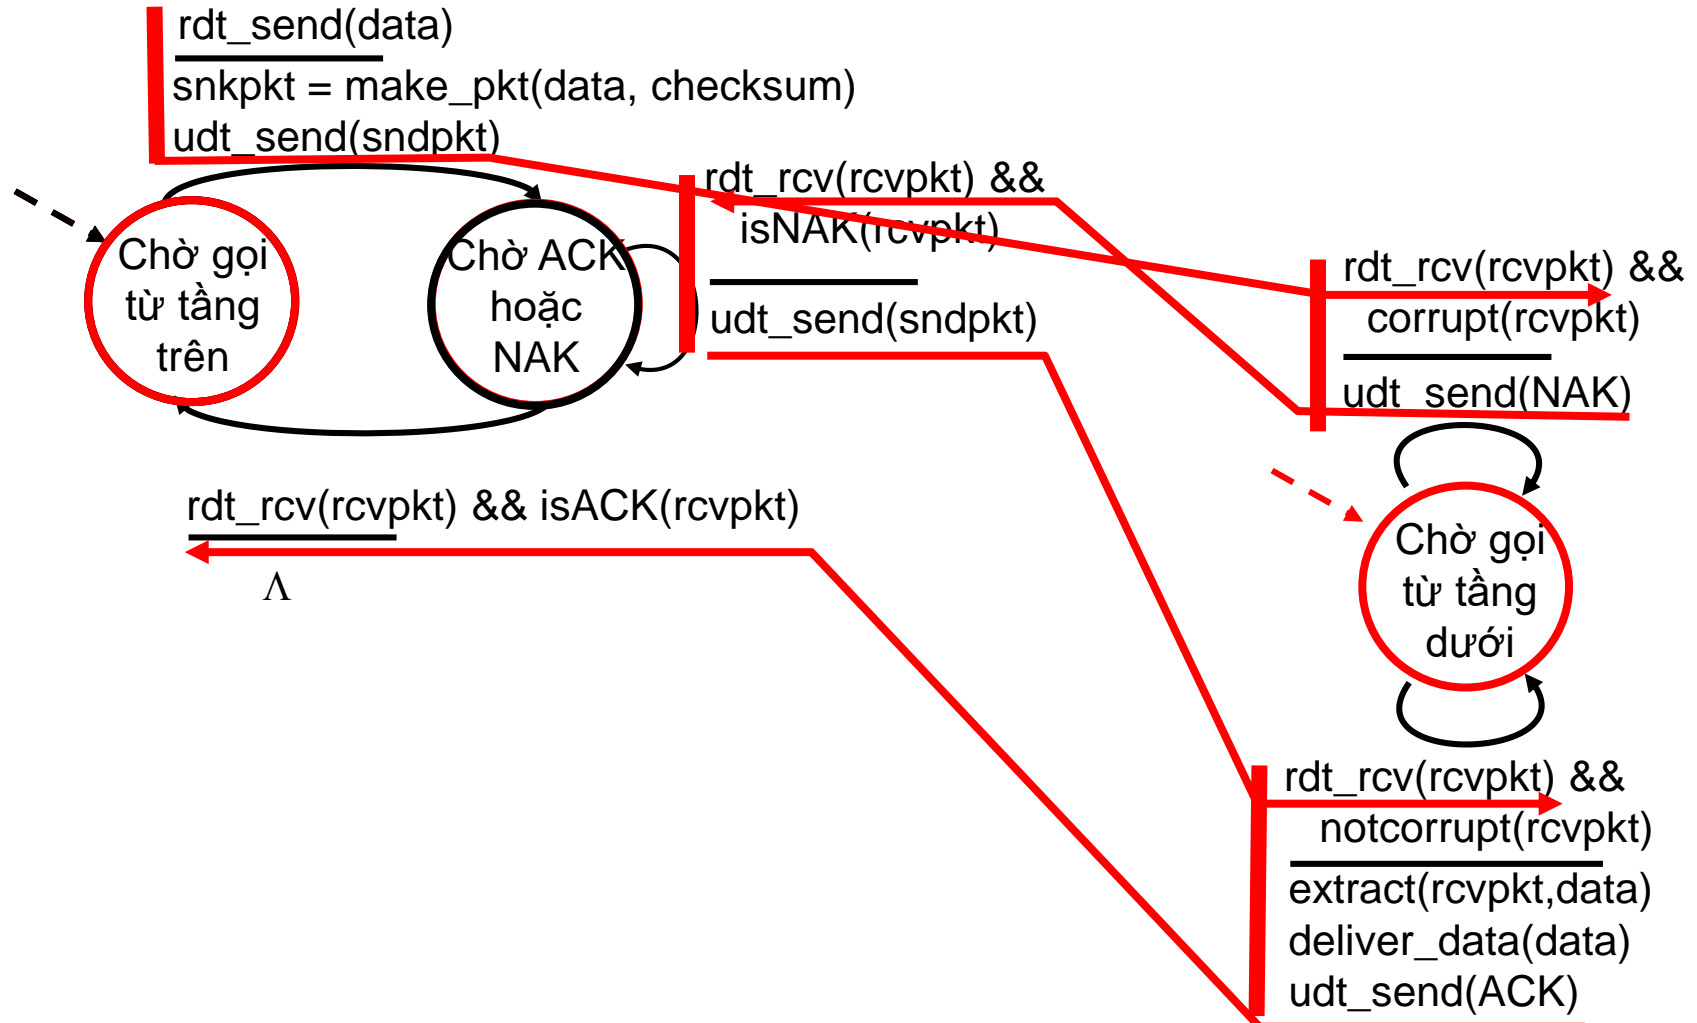 rdt_send(data)
snkpkt = make_pkt(data, checksum)
udt_send(sndpkt)
rdt_rcv(rcvpkt) &&
isNAK(rcvpkt)
udt_send(sndpkt)
Chờ gọi
từ tầng
trên
Chờ ACK
hoặc
NAK
rdt_rcv(rcvpkt) && isACK(rcvpkt)
Λ
rdt_rcv(rcvpkt) &&
corrupt(rcvpkt)
udt_send(NAK)
Chờ gọi
từ tầng
dưới
rdt_rcv(rcvpkt) &&
notcorrupt(rcvpkt)
extract(rcvpkt,data)
deliver_data(data)
udt_send(ACK)